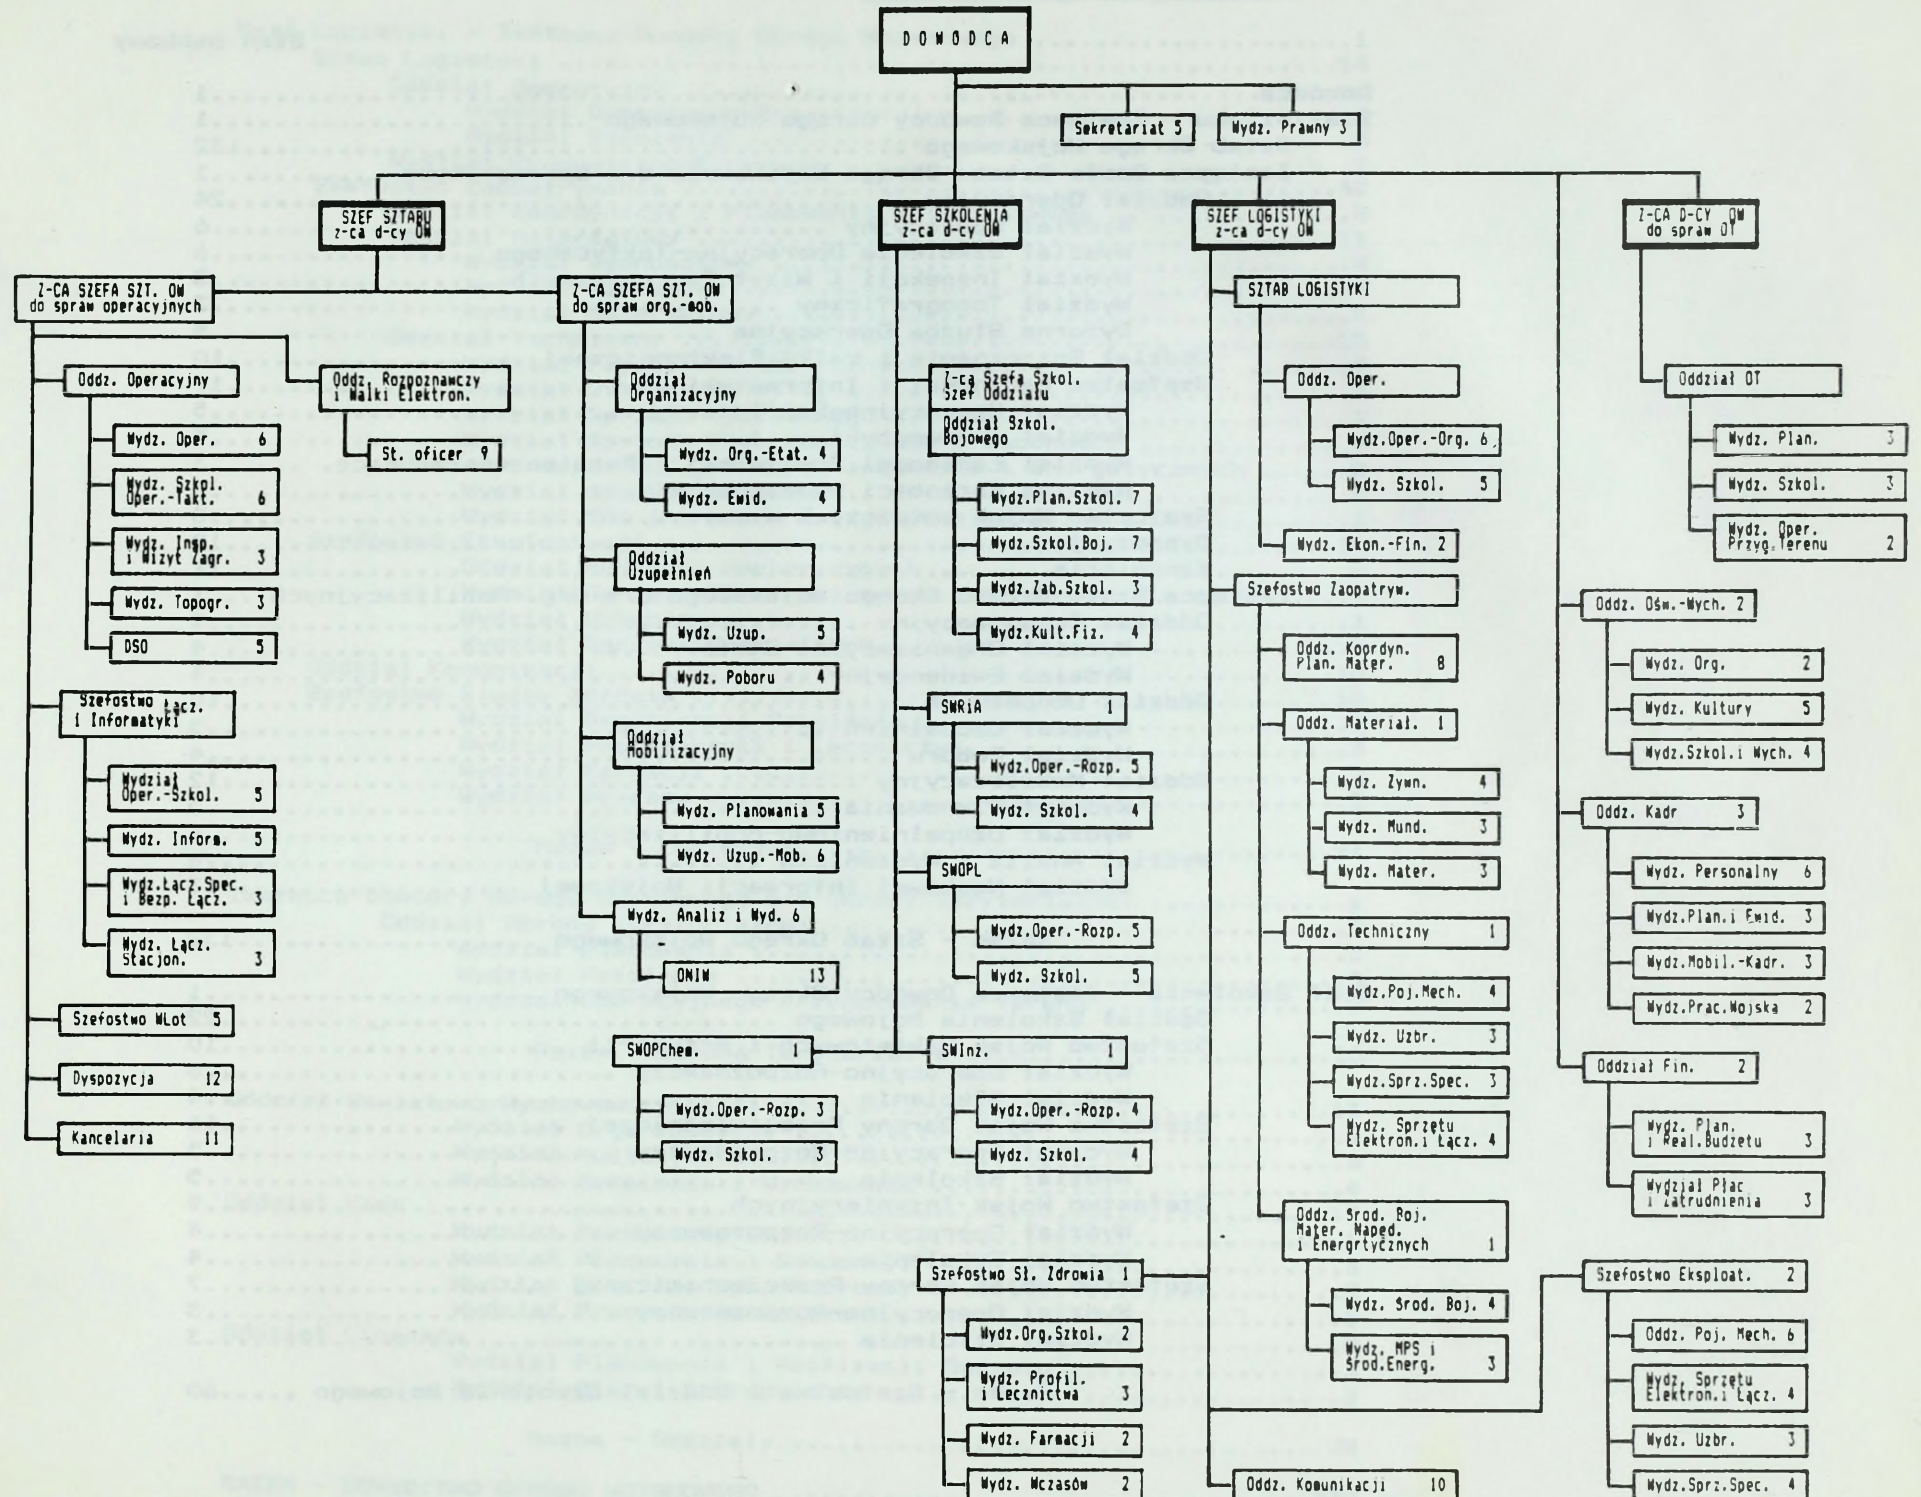 DOWODCA
Sekretariat 5
Wydz. Prawny 3
SZEF SZTABU
z-ca d-cy OW
SZEF SZKOLENIA
z-ca d-cy OW
SZEF LOGISTYKI
z-ca d-cy OW
Z-CA D-CY OW
do spraw OT
Z-CA SZEFA SZT. OW
do spraw operacyjnych
Oddz. Operacyjny
Wydz. Oper. 6
Wydz. Szkol.
Oper.-Takt. 6
Wydz. Insp.
i Wizyt Zagr. 3
Wydz. Topogr. 3
DSO 5
Oddz. Rozpoznawczy
i Walki Elektron.
St. oficer 9
Szefostwo Łącz.
i Informatyki
Wydział
Oper.-Szkol. 5
Wydz. Inform. 5
Wydz.Łącz.Spec.
i Bezp. Łącz. 3
Wydz. Łącz.
Stacjon. 3
Szefostwo WLot 5
Dyspozycja 12
Kancelaria 11
Z-CA SZEFA SZT. OW
do spraw org.-mob.
Oddział
Organizacyjny
Wydz. Org.-Etat. 4
Wydz. Ewid. 4
Oddział
Uzupełnień
Wydz. Uzup. 5
Wydz. Poboru 4
Oddział
Mobilizacyjny
Wydz. Planowania 5
Wydz. Uzup.-Mob. 6
Wydz. Analiz i Wyd. 6
ONIW 13
SWOPChem. 1
Wydz.Oper.-Rozp. 3
Wydz. Szkol. 3
Z-ca Szefa Szkol.
Szef Oddziału
Oddział Szkol.
Bojowego
Wydz.Plan.Szkol. 7
Wydz.Szkol.Boj. 7
Wydz.Zab.Szkol. 3
Wydz.Kult.Fiz. 4
SWRiA 1
Wydz.Oper.-Rozp. 5
Wydz. Szkol. 4
SWOPL 1
Wydz.Oper.-Rozp. 5
Wydz. Szkol. 5
SWInż. 1
Wydz.Oper.-Rozp. 4
Wydz. Szkol. 4
Szefostwo Sł. Zdrowia 1
Wydz.Org.Szkol. 2
Wydz. Profil.
i Lecznictwa 3
Wydz. Farmacji 2
Wydz. Wczasów 2
SZTAB LOGISTYKI
Oddz. Oper.
Wydz.Oper.-Org. 6
Wydz. Szkol. 5
Wydz. Ekon.-Fin. 2
Szefostwo Zaopatryw.
Oddz. Koordyn.
Plan. Mater. 8
Oddz. Materiał. 1
Wydz. Żywn. 4
Wydz. Mund. 3
Wydz. Mater. 3
Oddz. Techniczny 1
Wydz.Poj.Mech. 4
Wydz. Uzbr. 3
Wydz.Sprz.Spec. 3
Wydz. Sprzętu
Elektron.i Łącz. 4
Oddz. Środ. Boj.
Mater. Napęd.
i Energrtycznych 1
Wydz. Środ. Boj. 4
Wydz. MPS i
Środ.Energ. 3
Oddz. Komunikacji 10
Oddział OT
Wydz. Plan. 3
Wydz. Szkol. 3
Wydz. Oper.
Przyg.Terenu 2
Oddz. Ośw.-Wych. 2
Wydz. Org. 2
Wydz. Kultury 5
Wydz.Szkol.i Wych. 4
Oddz. Kadr 3
Wydz. Personalny 6
Wydz.Plan.i Ewid. 3
Wydz.Mobil.-Kadr. 3
Wydz.Prac.Wojska 2
Oddział Fin. 2
Wydz. Plan.
i Real.Budżetu 3
Wydział Płac
i Zatrudnienia 3
Szefostwo Eksploat. 2
Oddz. Poj. Mech. 6
Wydz. Sprzętu
Elektron.i Łącz. 4
Wydz. Uzbr. 3
Wydz.Sprz.Spec. 4